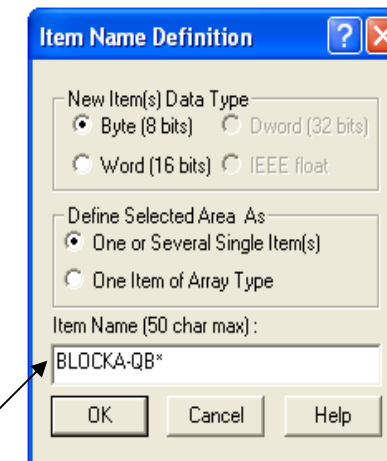 Item Name Definition
New Item(s) Data Type
Byte (8 bits) Dword (32 bits)
Word (16 bits) IEEE float
Define Selected Area As
One or Several Single Item(s)
One Item of Array Type
Item Name (50 char max) :
BLOCKA-QB*
OK Cancel Help